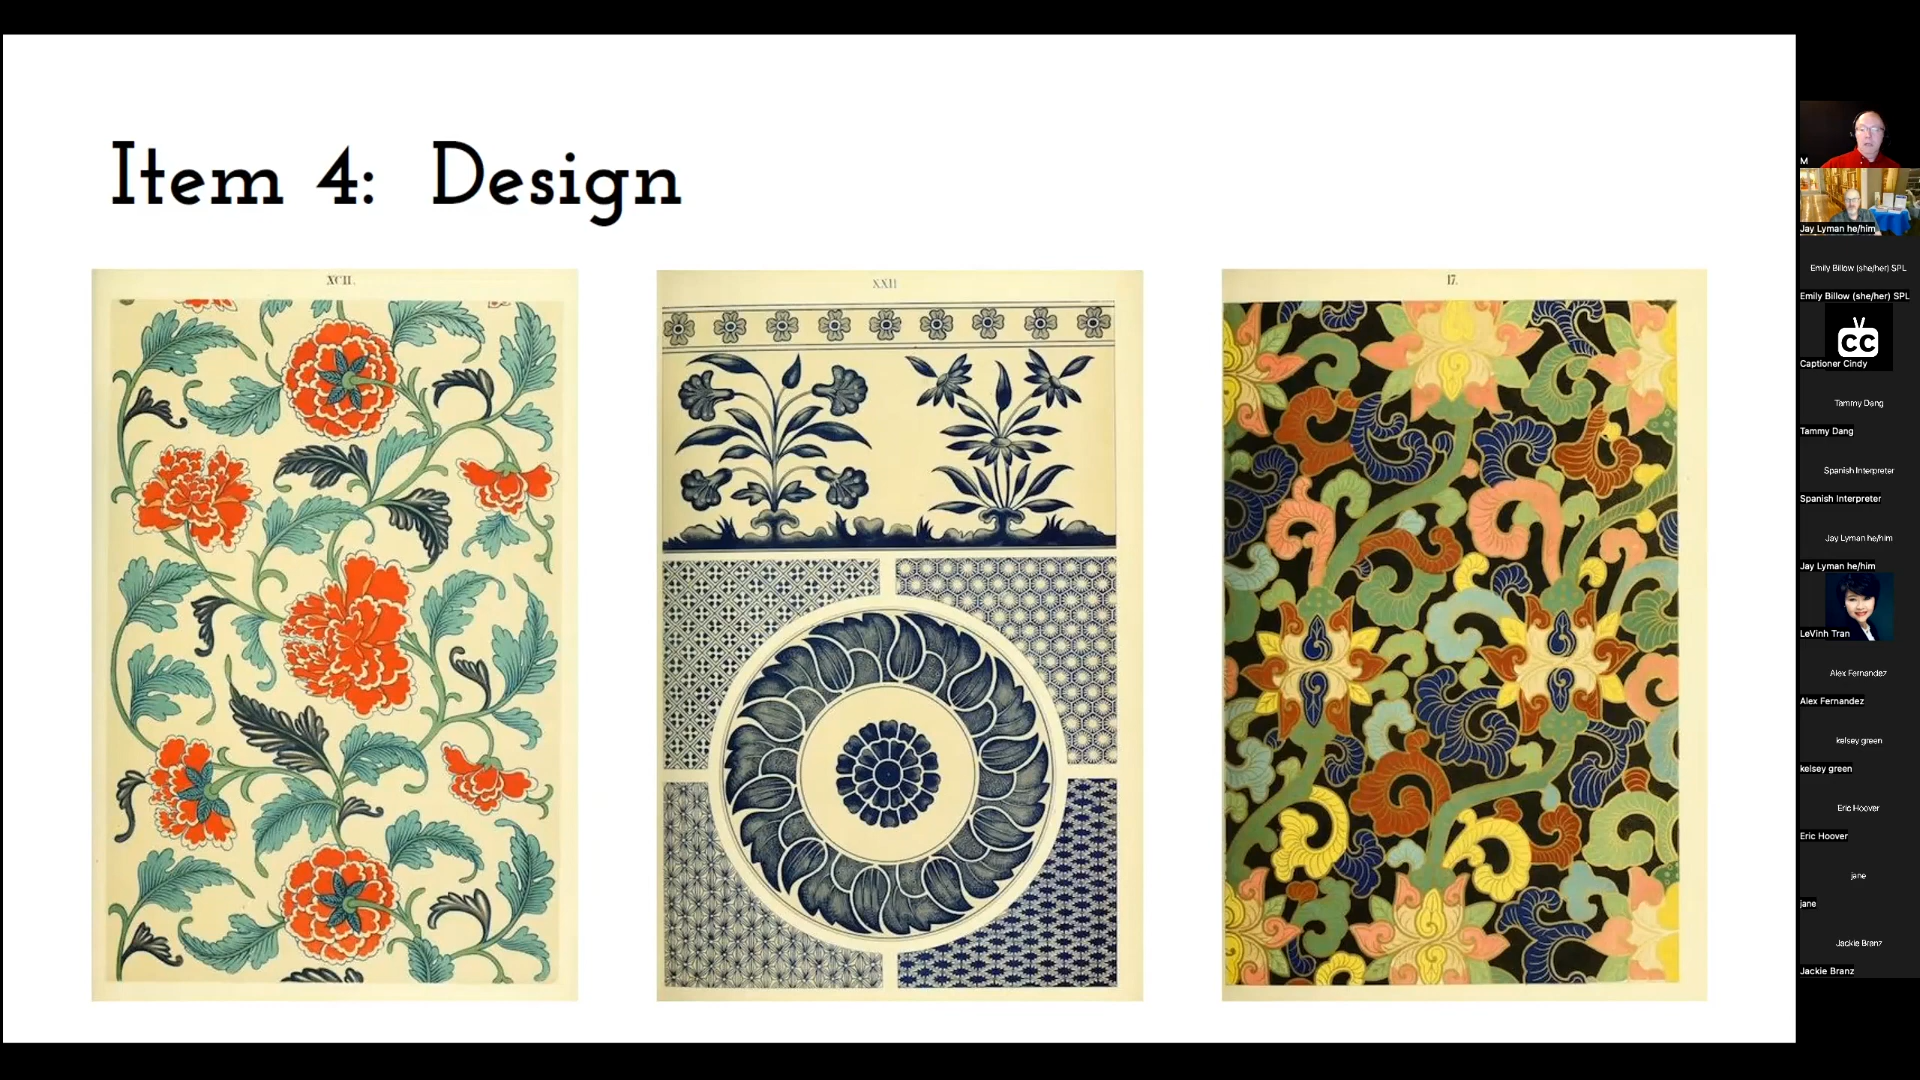 Item 4: Design
XCII.
XXII
17.
M
Jay Lyman he/him
Emily Billow (she/her) SPL
Emily Billow (she/her) SPL
CC
Captioner Cindy
Tammy Dang
Tammy Dang
Spanish Interpreter
Spanish Interpreter
Jay Lyman he/him
Jay Lyman he/him
LeVinh Tran
Alex Fernandez
Alex Fernandez
kelsey green
kelsey green
Eric Hoover
Eric Hoover
jane
jane
Jackie Branz
Jackie Branz